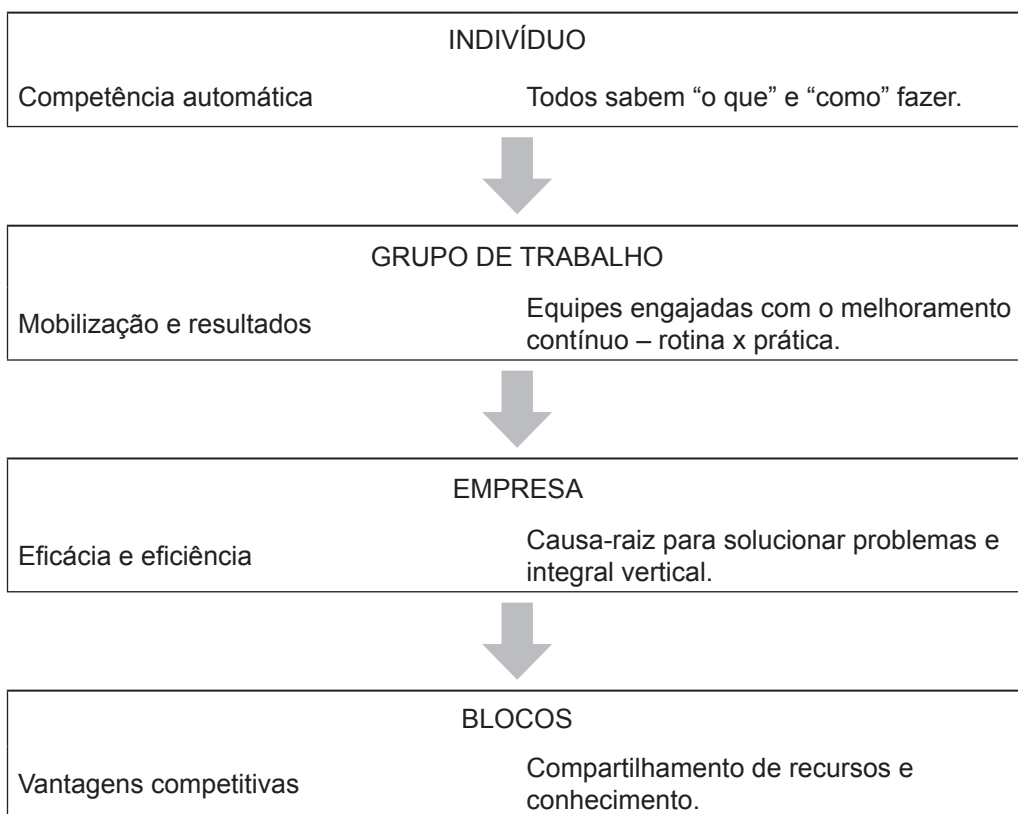 INDIVÍDUO
Competência automática
Todos sabem “o que” e “como” fazer.
GRUPO DE TRABALHO
Mobilização e resultados
Equipes engajadas com o melhoramento
contínuo – rotina x prática.
EMPRESA
Eficácia e eficiência
Causa-raiz para solucionar problemas e
integral vertical.
BLOCOS
Vantagens competitivas
Compartilhamento de recursos e
conhecimento.